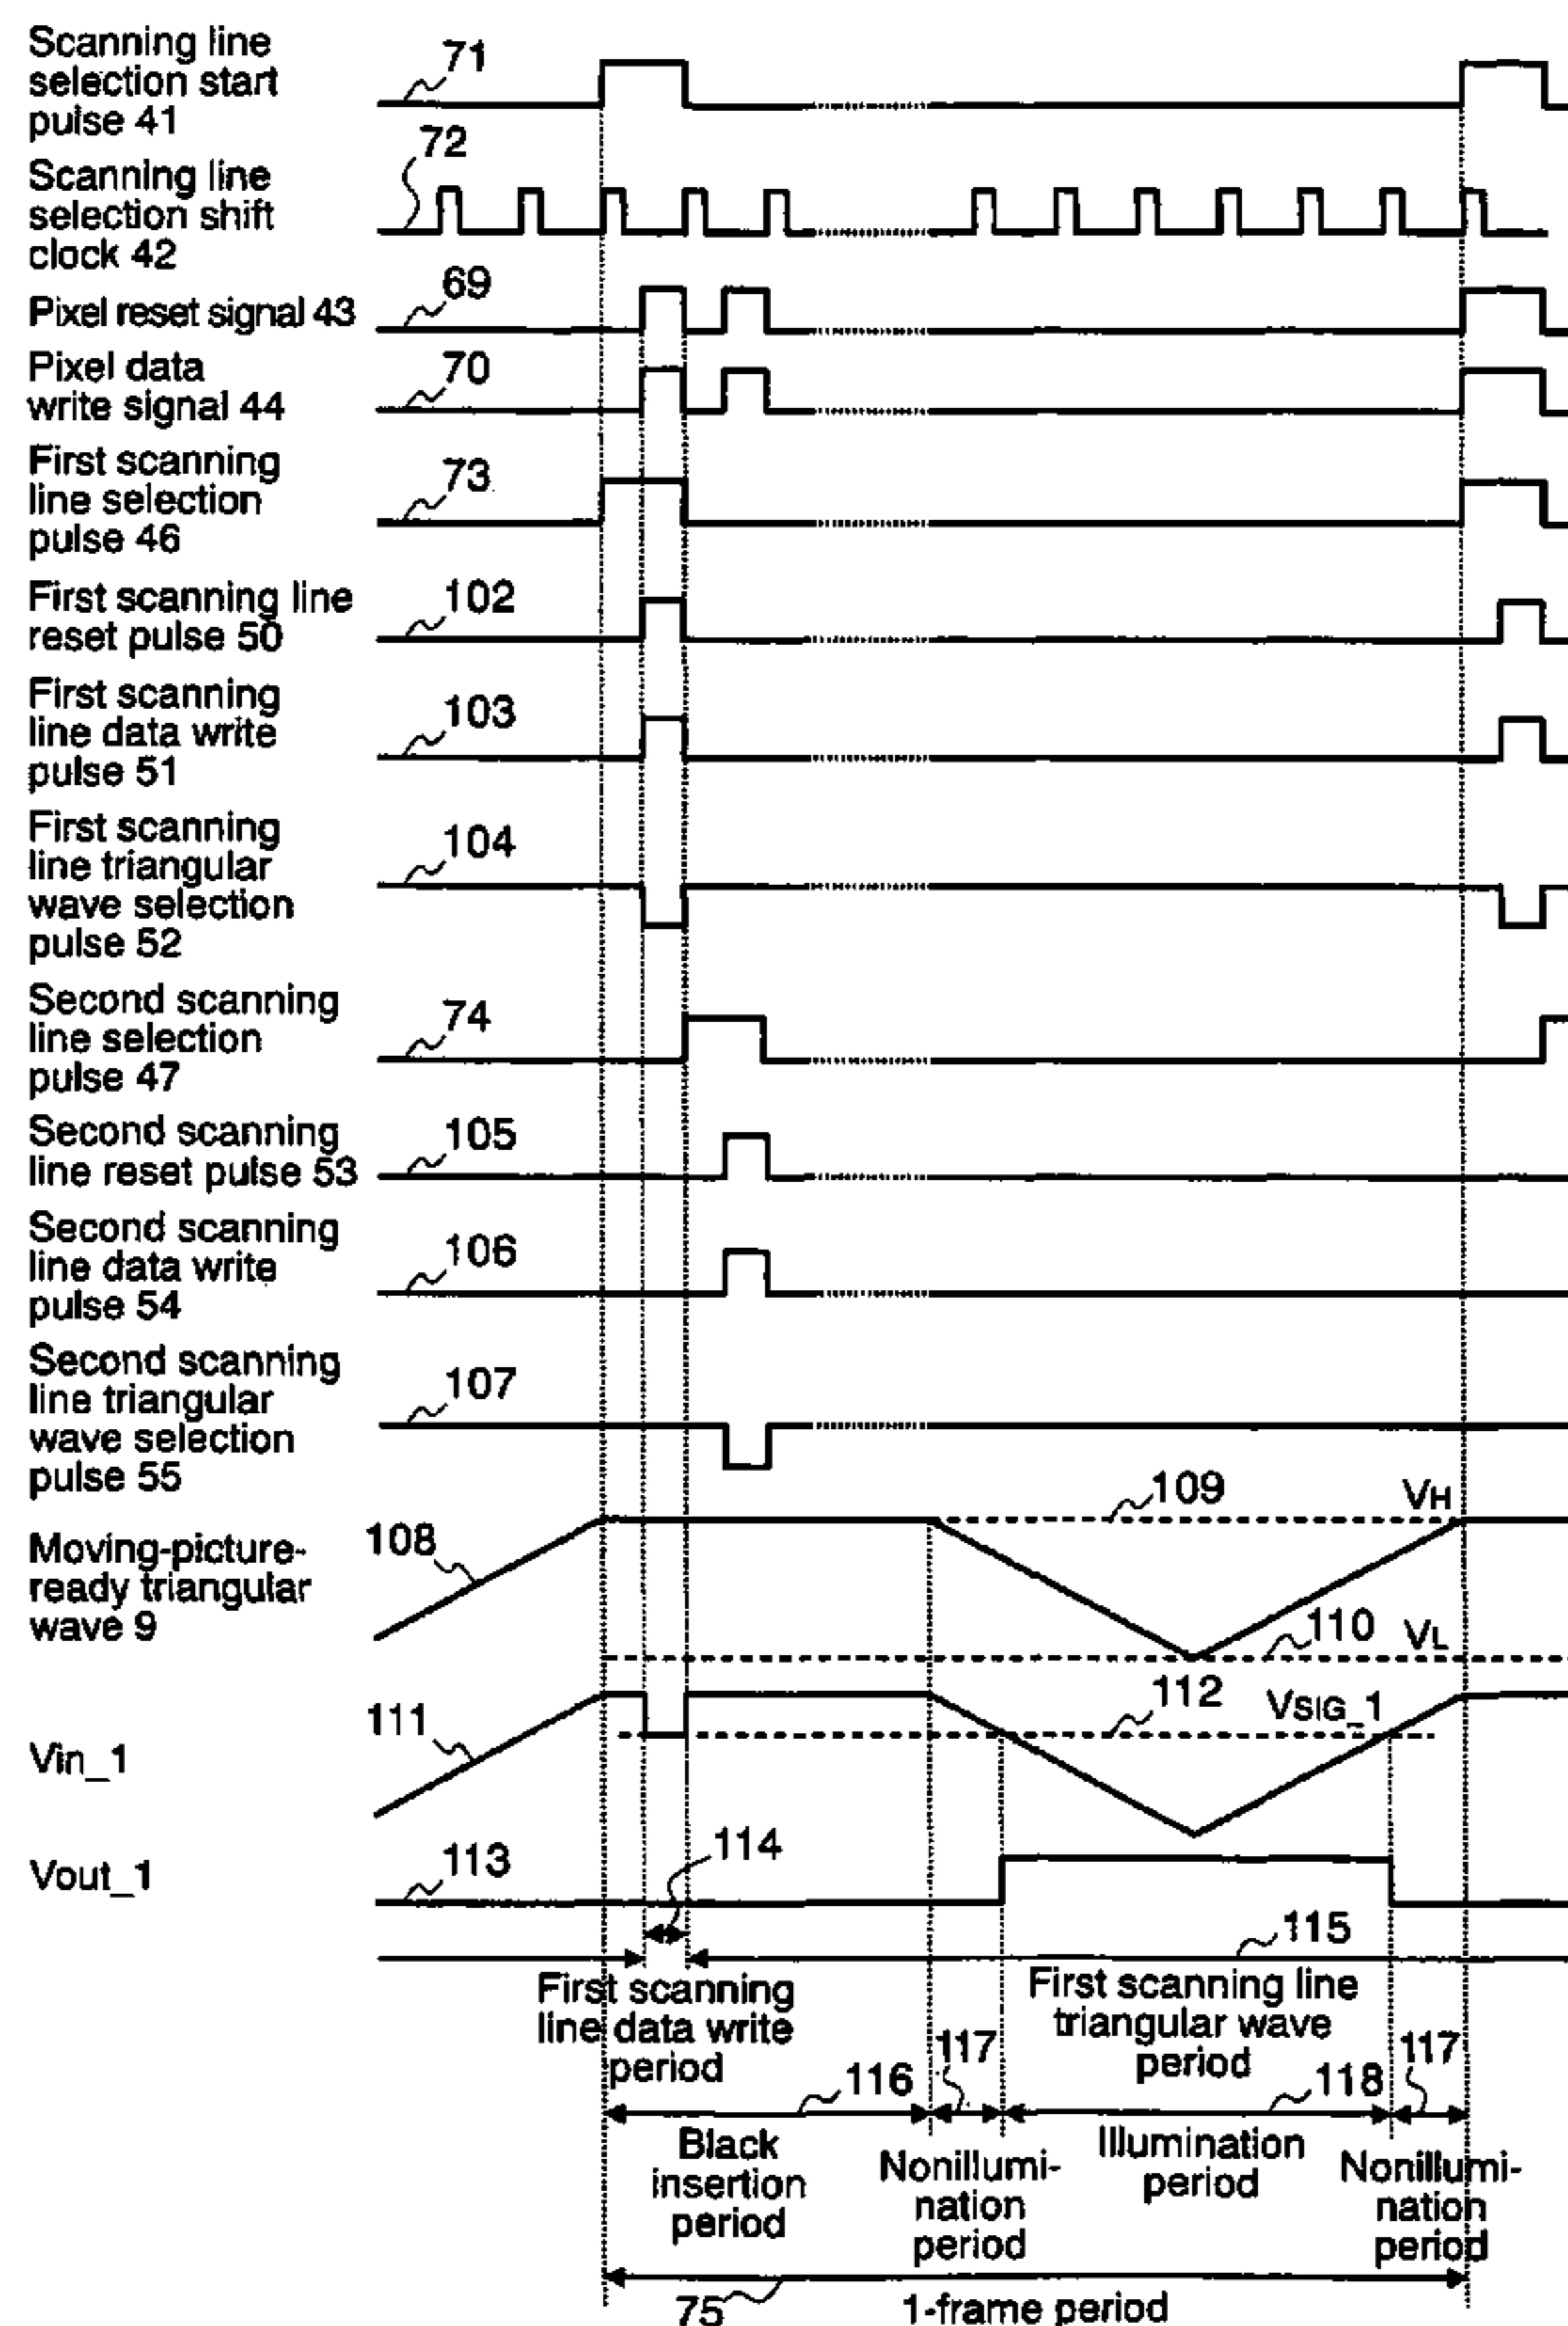 Scanning line
selection start
pulse 41
71
Scanning line
selection shift
clock 42
72
Pixel reset signal 43
69
Pixel data
write signal 44
70
First scanning
line selection
pulse 46
73
First scanning line
reset pulse 50
102
First scanning
line data write
pulse 51
103
First scanning
line triangular
wave selection
pulse 52
104
Second scanning
line selection
pulse 47
74
Second scanning
line reset pulse 53
105
Second scanning
line data write
pulse 54
106
Second scanning
line triangular
wave selection
pulse 55
107
Moving-picture-
ready triangular
wave 9
108
109
VH
110
VL
Vin_1
111
112
VSIG_1
Vout_1
113
114
115
First scanning
line data write
period
First scanning line
triangular wave
period
116
117
118
117
Black
insertion
period
Nonillumi-
nation
period
Illumination
period
Nonillumi-
nation
period
75
1-frame period